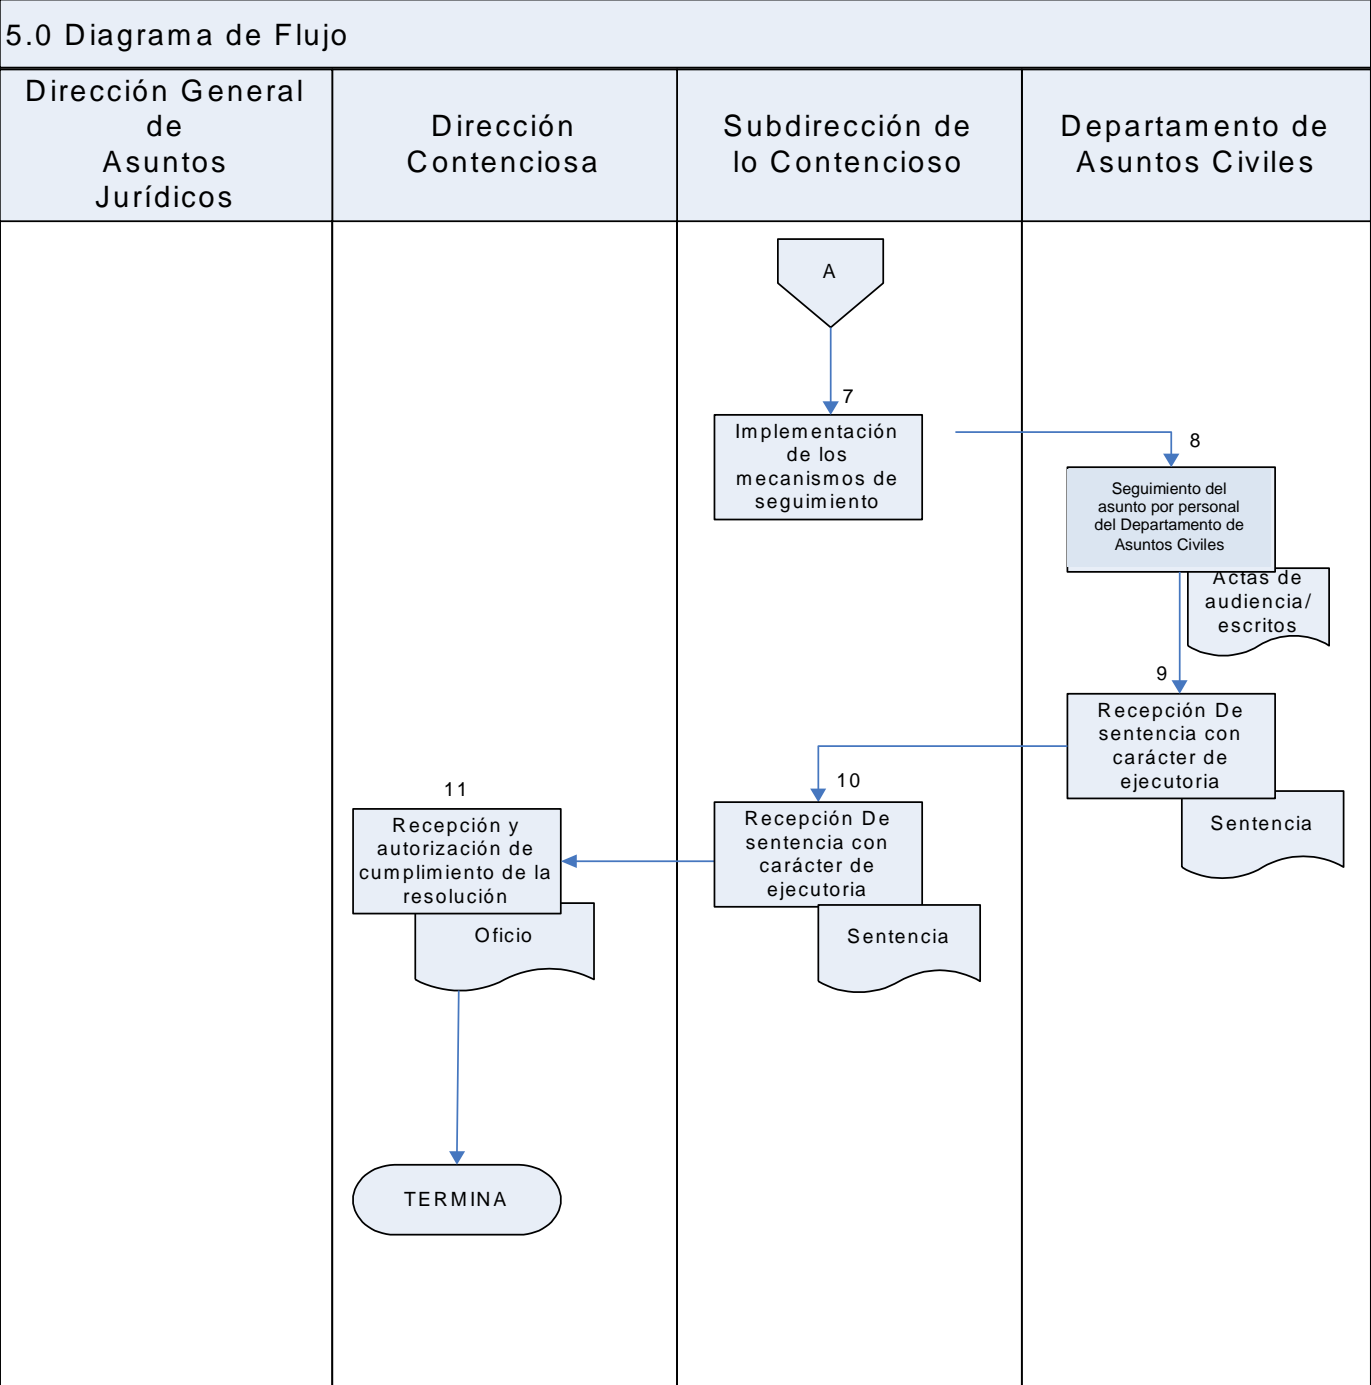 5.0 Diagrama de Flujo
Dirección General
de
Asuntos
Jurídicos
Dirección
Contenciosa
Subdirección de
lo Contencioso
Departamento de
Asuntos Civiles
A
7
Implementación
de los
mecanismos de
seguimiento
8
Seguimiento del
asunto por personal
del Departamento de
Asuntos Civiles
Actas de
audiencia/
escritos
9
Recepción De
sentencia con
carácter de
ejecutoria
Sentencia
10
Recepción De
sentencia con
carácter de
ejecutoria
Sentencia
11
Recepción y
autorización de
cumplimiento de la
resolución
Oficio
TERMINA